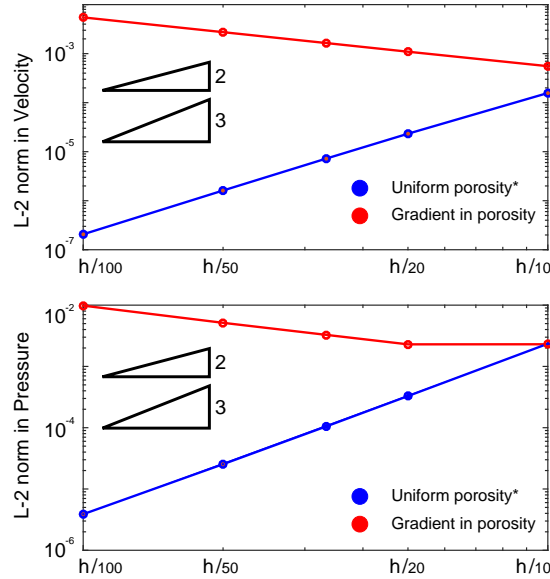 L-2 norm in Velocity
10^-3
10^-5
10^-7
2
3
Uniform porosity*
Gradient in porosity
h/100
h/50
h/20
h/10
L-2 norm in Pressure
10^-2
10^-4
10^-6
2
3
Uniform porosity*
Gradient in porosity
h/100
h/50
h/20
h/10